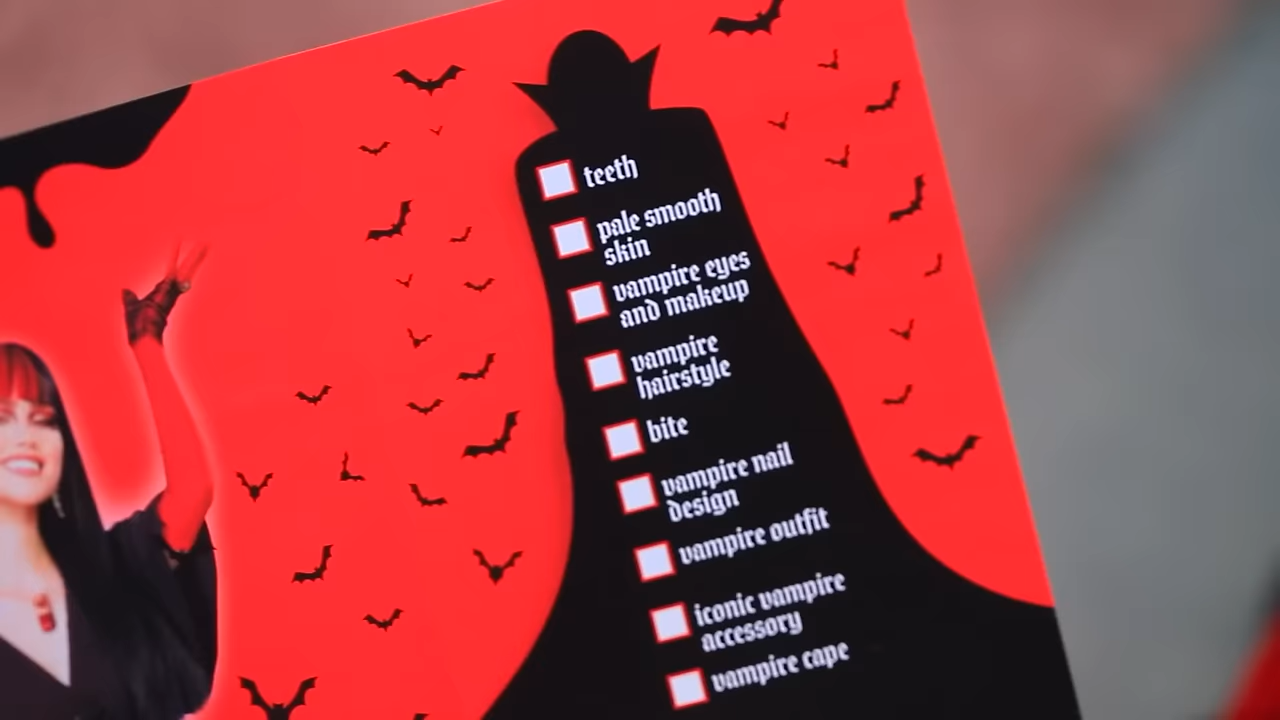 teeth
pale smooth
skin
vampire eyes
and makeup
vampire
hairstyle
bite
vampire nail
design
vampire outfit
iconic vampire
accessory
vampire cape